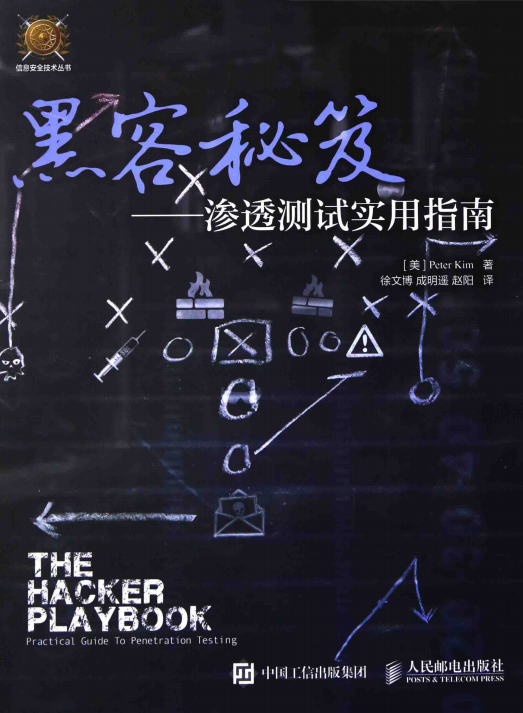 信息安全技术丛书
黑客秘笈
——渗透测试实用指南
[美] Peter Kim 著
徐文博 成明遥 赵阳 译
THE
HACKER
PLAYBOOK
Practical Guide To Penetration Testing
中国工信出版集团
人民邮电出版社
POSTS & TELECOM PRESS